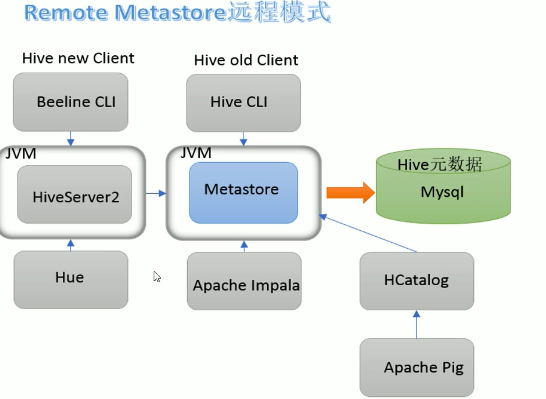 Remote Metastore远程模式
Hive new Client
Hive old Client
Beeline CLI
Hive CLI
JVM
JVM
HiveServer2
Metastore
Hive元数据
Mysql
Hue
Apache Impala
HCatalog
Apache Pig